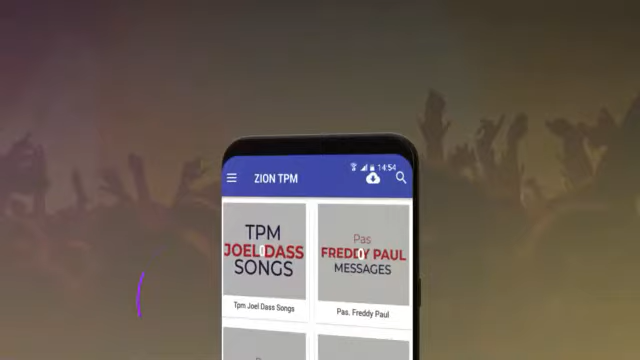 14:54
ZION TPM
TPM
JOEL DASS
SONGS
Tpm Joel Dass Songs
Pas
FREDDY PAUL
MESSAGES
Pas. Freddy Paul